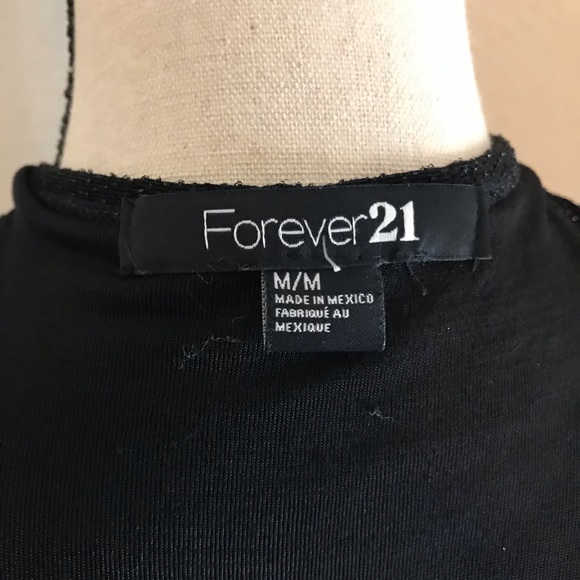 Forever21
M/M
MADE IN MEXICO
FABRIQUÉ AU
MEXIQUE